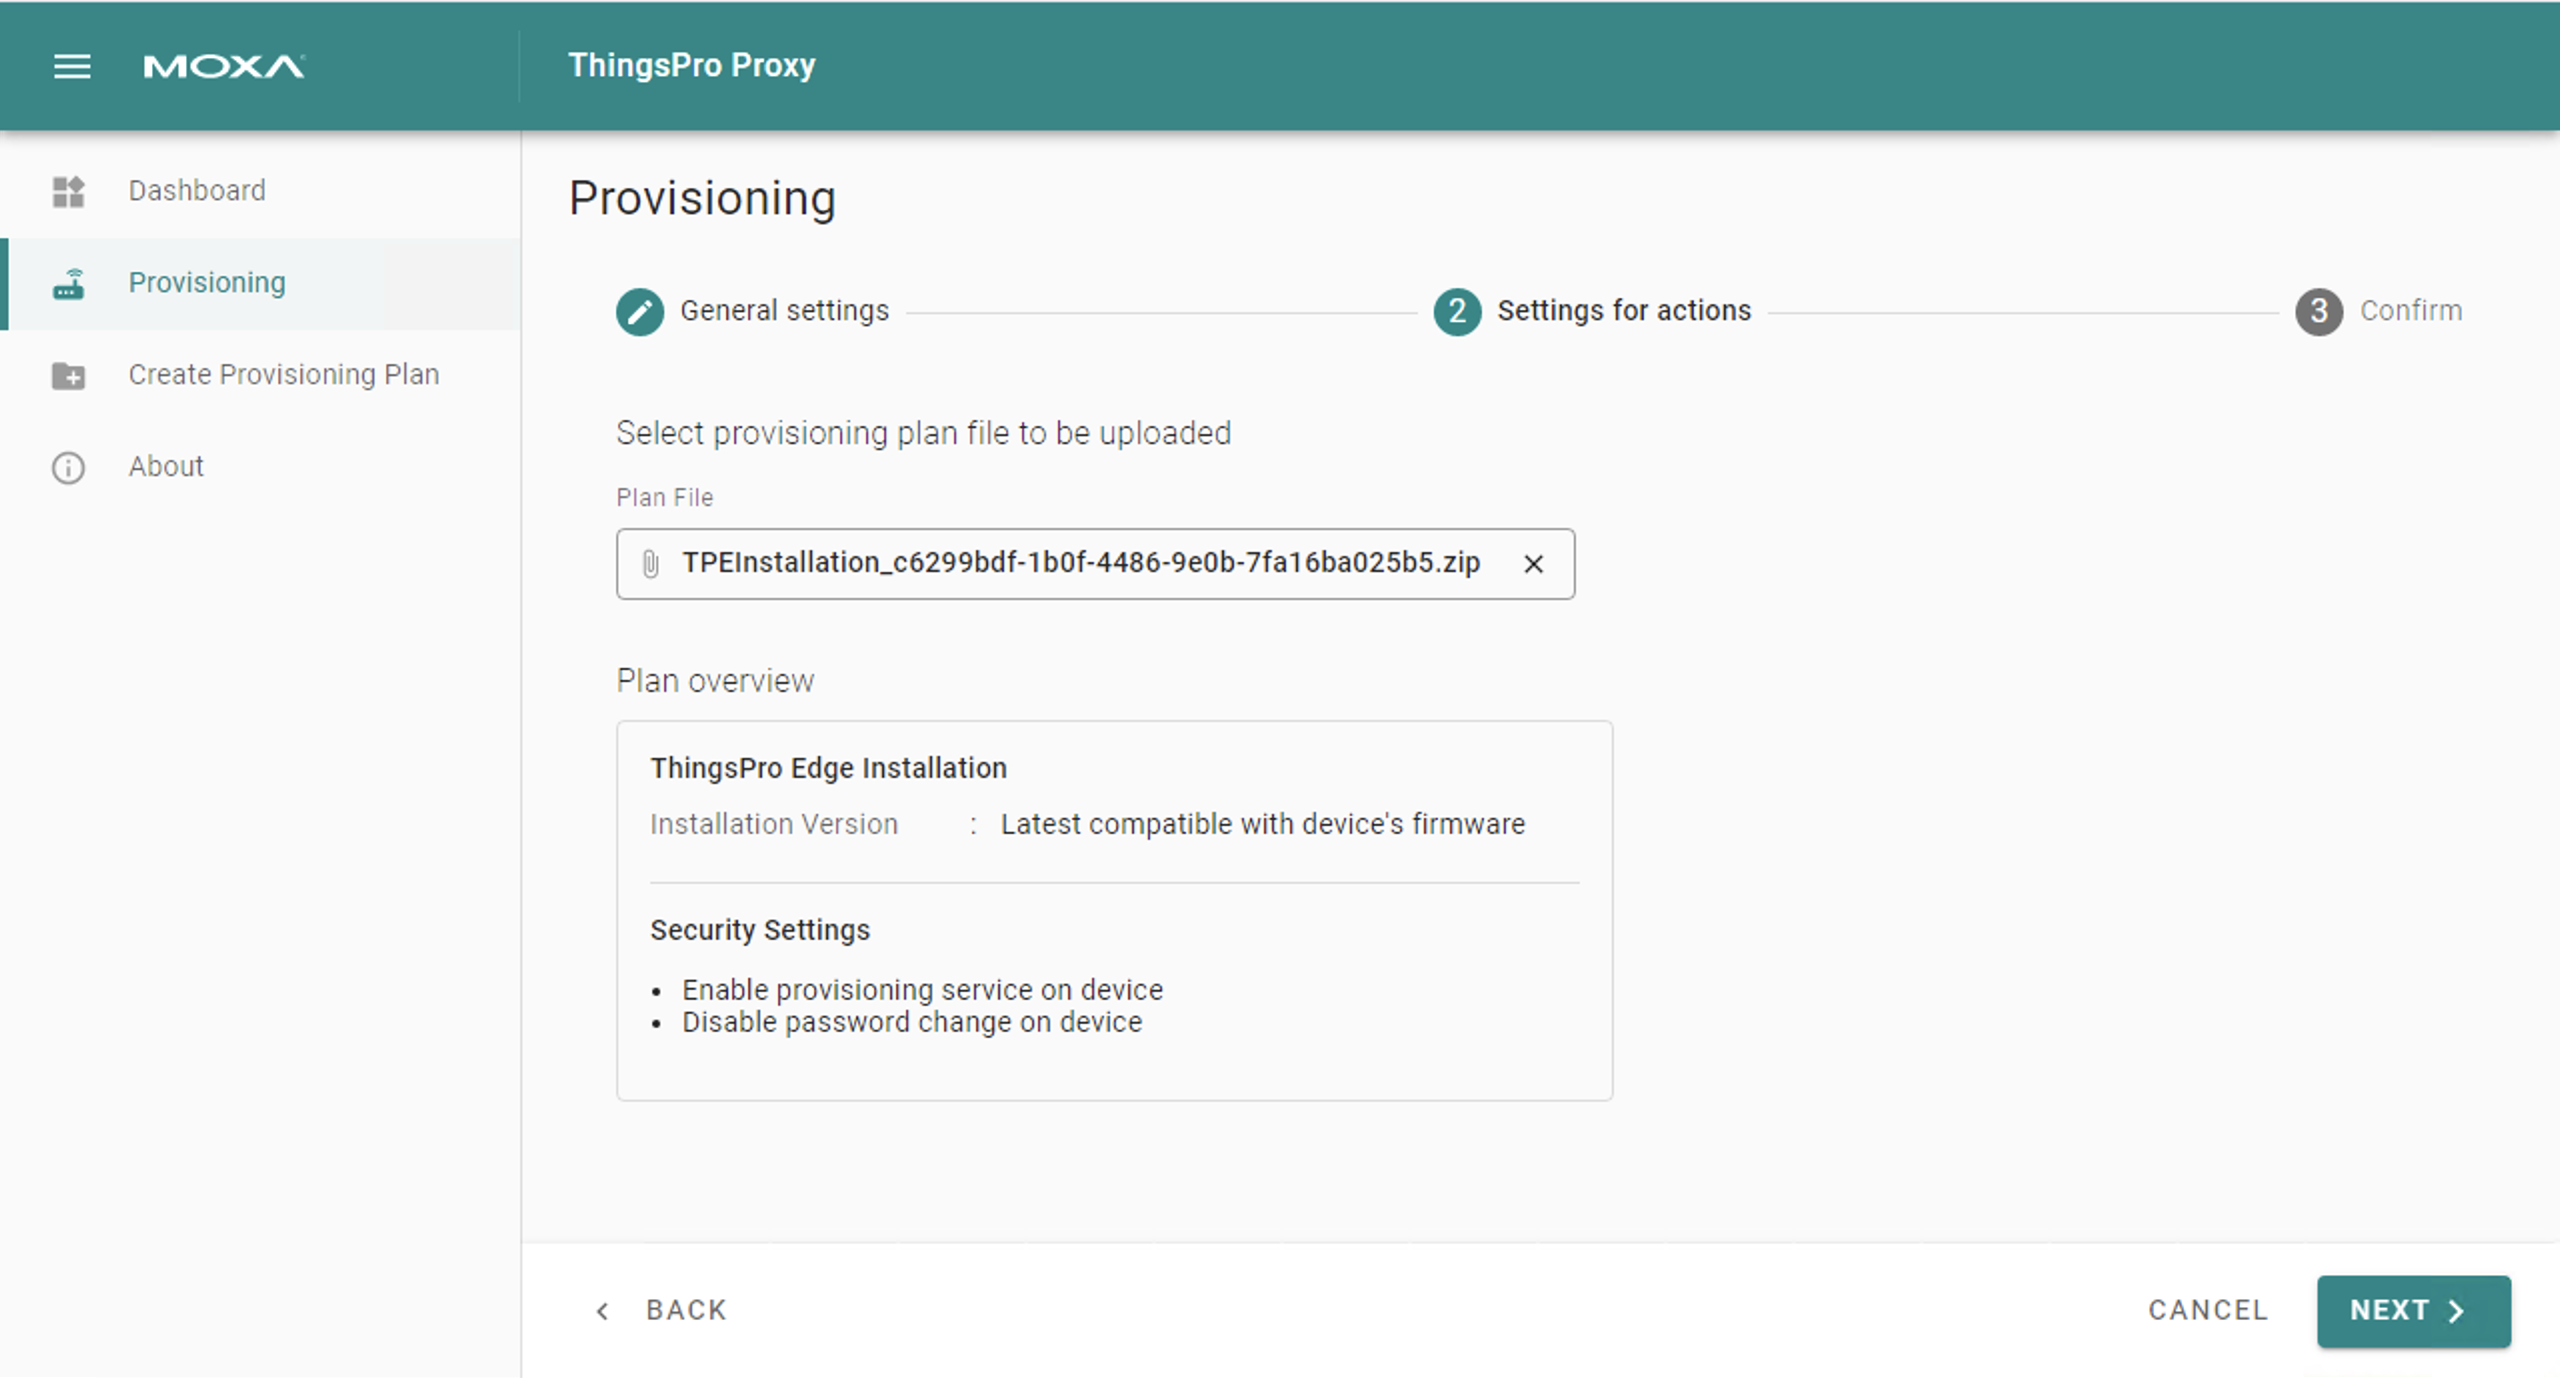 MOXA
ThingsPro Proxy
Dashboard
Provisioning
Create Provisioning Plan
About
Provisioning
General settings
2 Settings for actions
3 Confirm
Select provisioning plan file to be uploaded
Plan File
TPEInstallation_c6299bdf-1b0f-4486-9e0b-7fa16ba025b5.zip
Plan overview
ThingsPro Edge Installation
Installation Version : Latest compatible with device's firmware
Security Settings
• Enable provisioning service on device
• Disable password change on device
BACK
CANCEL
NEXT